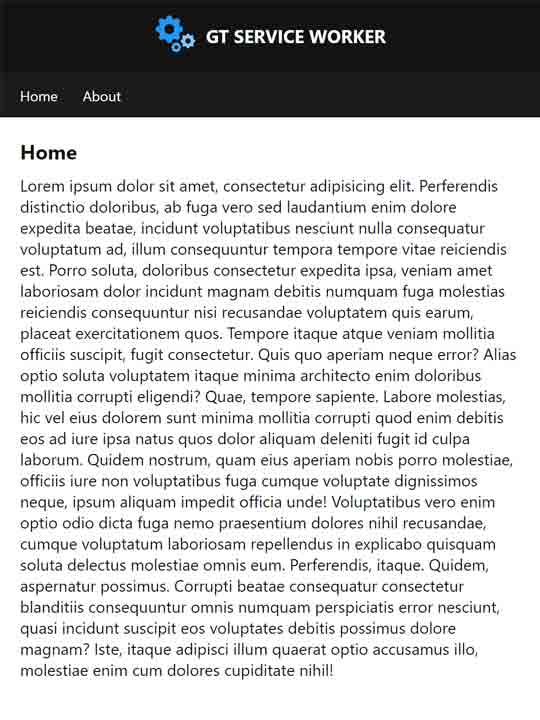 GT SERVICE WORKER
Home About
Home
Lorem ipsum dolor sit amet, consectetur adipisicing elit. Perferendis
distinctio doloribus, ab fuga vero sed laudantium enim dolore
expedita beatae, incidunt voluptatibus nesciunt nulla consequatur
voluptatum ad, illum consequuntur tempora tempore vitae reiciendis
est. Porro soluta, doloribus consectetur expedita ipsa, veniam amet
laboriosam dolor incidunt magnam debitis numquam fuga molestias
reiciendis consequuntur nisi recusandae voluptatem quis earum,
placeat exercitationem quos. Tempore itaque atque veniam mollitia
officiis suscipit, fugit consectetur. Quis quo aperiam neque error? Alias
optio soluta voluptatem itaque minima architecto enim doloribus
mollitia corrupti eligendi? Quae, tempore sapiente. Labore molestias,
hic vel eius dolorem sunt minima mollitia corrupti quod enim debitis
eos ad iure ipsa natus quos dolor aliquam deleniti fugit id culpa
laborum. Quidem nostrum, quam eius aperiam nobis porro molestiae,
officiis iure non voluptatibus fuga cumque voluptate dignissimos
neque, ipsum aliquam impedit officia unde! Voluptatibus vero enim
optio odio dicta fuga nemo praesentium dolores nihil recusandae,
cumque voluptatum laboriosam repellendus in explicabo quisquam
soluta delectus molestiae omnis eum. Perferendis, itaque. Quidem,
aspernatur possimus. Corrupti beatae consequatur consectetur
blanditiis consequuntur omnis numquam perspiciatis error nesciunt,
quasi incidunt suscipit eos voluptates debitis possimus dolore
magnam? Iste, itaque adipisci illum quaerat optio accusamus illo,
molestiae enim cum dolores cupiditate nihil!